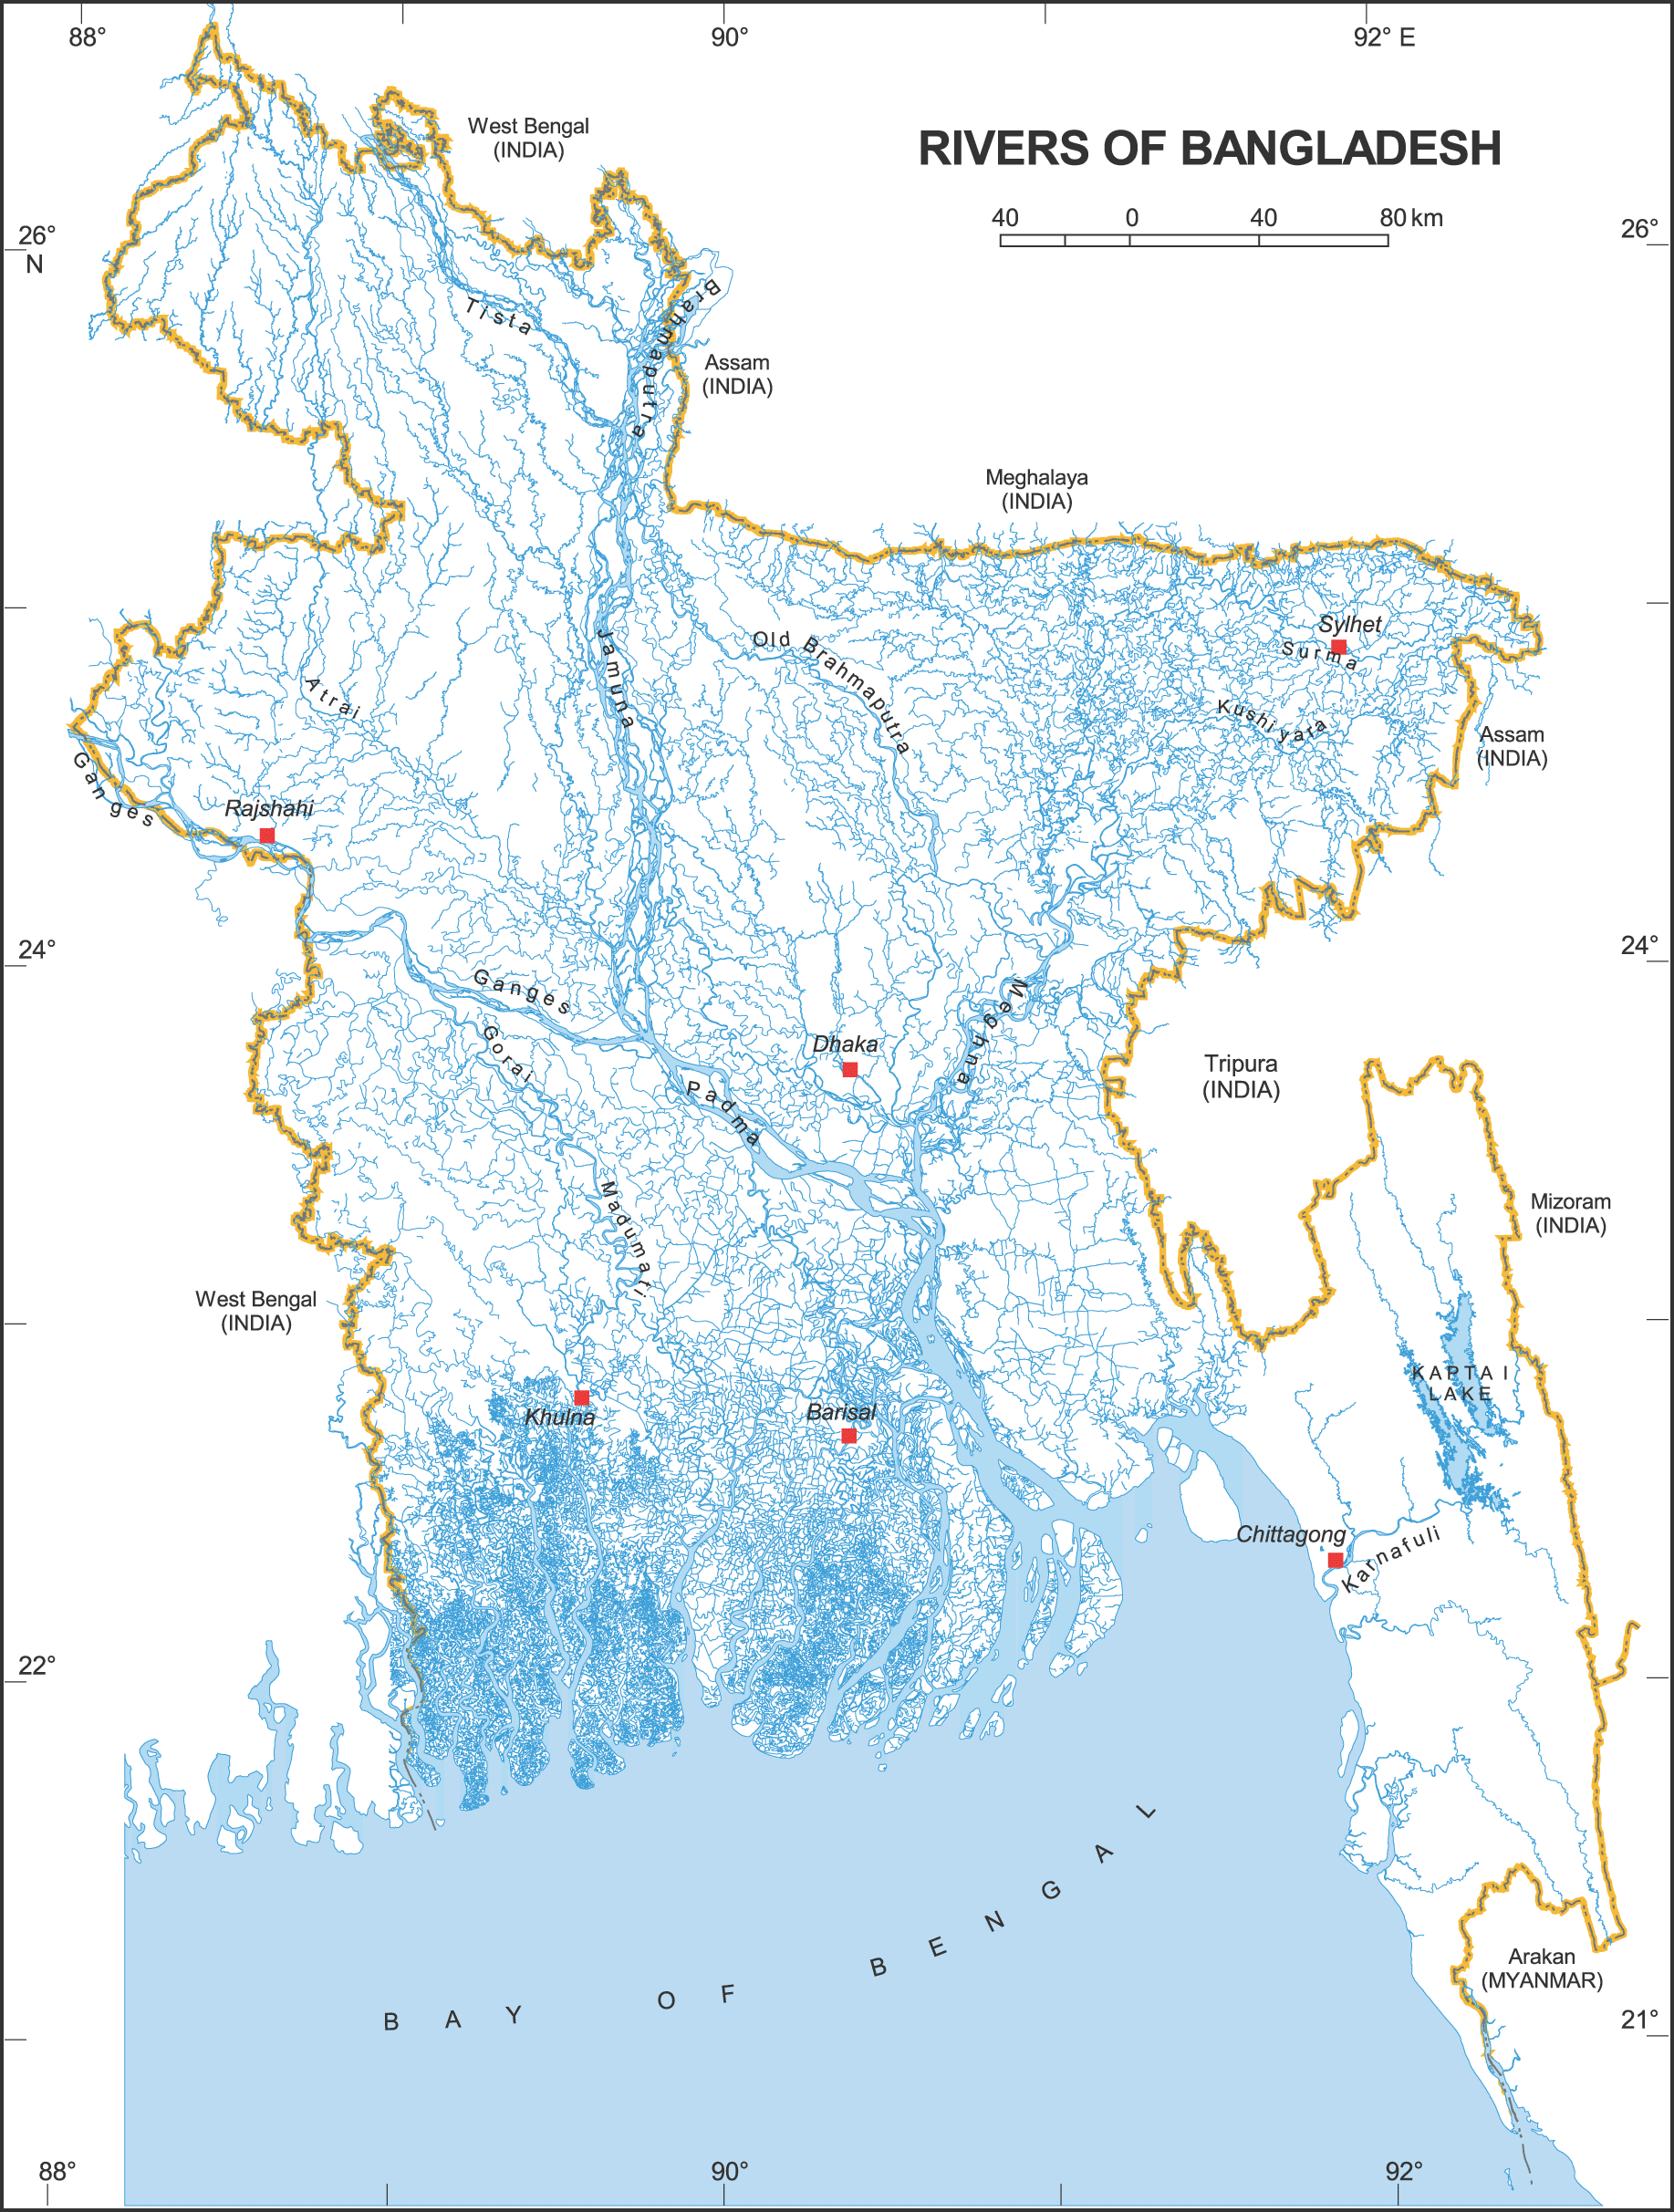 88°
90°
92° E
West Bengal
(INDIA)
RIVERS OF BANGLADESH
40 0 40 80 km
26°
N
26°
Brahmaputra
Tista
Assam
(INDIA)
Meghalaya
(INDIA)
Sylhet
Surma
Old Brahmaputra
Jamuna
Atrai
Kushiyara
Assam
(INDIA)
Ganges
Rajshahi
24°
24°
Ganges
Gorai
Meghna
Dhaka
Padma
Tripura
(INDIA)
Madumati
Mizoram
(INDIA)
West Bengal
(INDIA)
KAPTAI
LAKE
Khulna
Barisal
Chittagong
Karnafuli
22°
BAY OF BENGAL
Arakan
(MYANMAR)
21°
88°
90°
92°